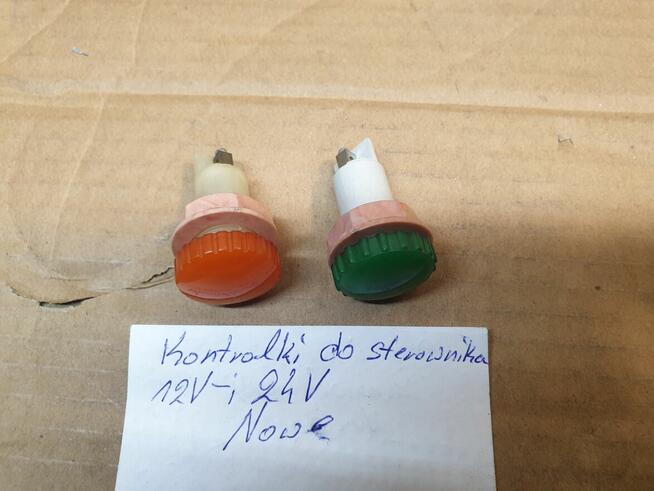 Kontrolki do sterownika
12V-i 24V
Nowe